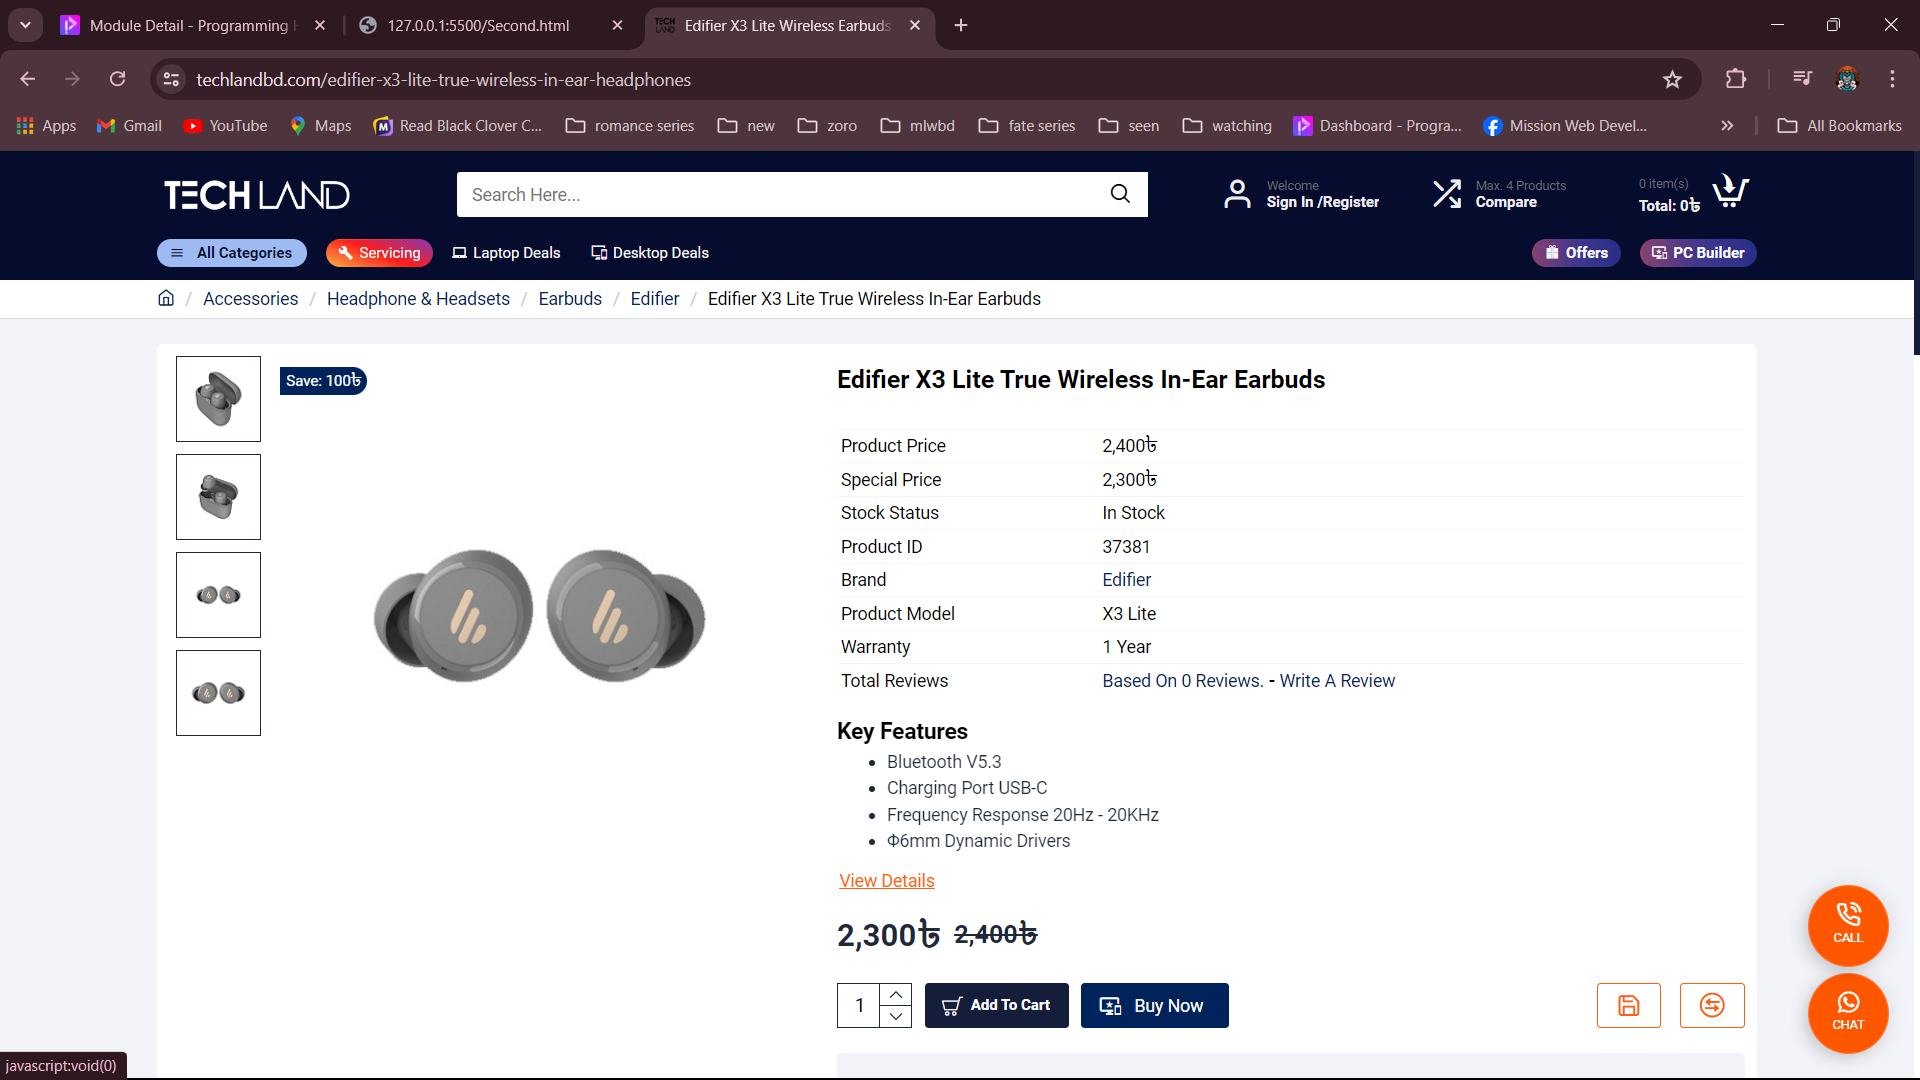 Module Detail - Programming
127.0.0.1:5500/Second.html
TECH LAND
Edifier X3 Lite Wireless Earbuds
techlandbd.com/edifier-x3-lite-true-wireless-in-ear-headphones
Apps
Gmail
YouTube
Maps
Read Black Clover C...
romance series
new
zoro
mlwbd
fate series
seen
watching
Dashboard - Progra...
Mission Web Devel...
All Bookmarks
TECH LAND
Search Here...
Welcome
Sign In /Register
Max. 4 Products
Compare
0 item(s)
Total: 0৳
All Categories
Servicing
Laptop Deals
Desktop Deals
Offers
PC Builder
/ Accessories / Headphone & Headsets / Earbuds / Edifier / Edifier X3 Lite True Wireless In-Ear Earbuds
Save: 100৳
Edifier X3 Lite True Wireless In-Ear Earbuds
Product Price 2,400৳
Special Price 2,300৳
Stock Status In Stock
Product ID 37381
Brand Edifier
Product Model X3 Lite
Warranty 1 Year
Total Reviews Based On 0 Reviews. - Write A Review
Key Features
• Bluetooth V5.3
• Charging Port USB-C
• Frequency Response 20Hz - 20KHz
• Φ6mm Dynamic Drivers
View Details
2,300৳ 2,400৳
1
Add To Cart
Buy Now
CALL
CHAT
javascript:void(0)